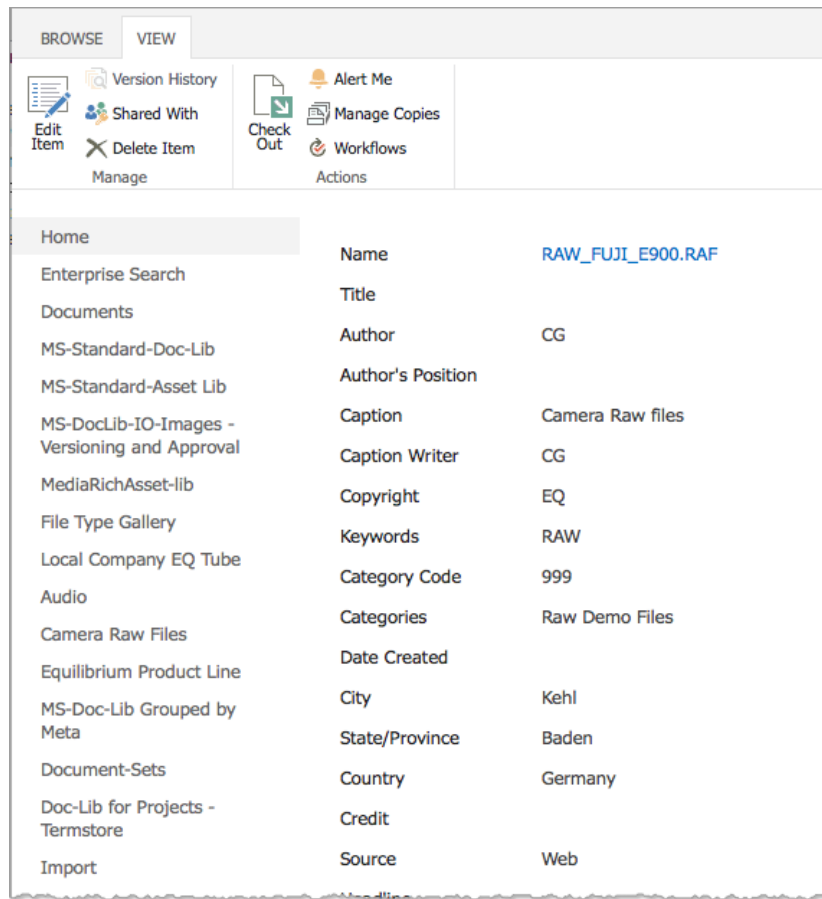 BROWSE VIEW
Version History
Shared With
Delete Item
Edit
Item
Manage
Check
Out
Alert Me
Manage Copies
Workflows
Actions
Home
Enterprise Search
Documents
MS-Standard-Doc-Lib
MS-Standard-Asset Lib
MS-DocLib-IO-Images -
Versioning and Approval
MediaRichAsset-lib
File Type Gallery
Local Company EQ Tube
Audio
Camera Raw Files
Equilibrium Product Line
MS-Doc-Lib Grouped by
Meta
Document-Sets
Doc-Lib for Projects -
Termstore
Import
Name RAW_FUJI_E900.RAF
Title
Author CG
Author's Position
Caption Camera Raw files
Caption Writer CG
Copyright EQ
Keywords RAW
Category Code 999
Categories Raw Demo Files
Date Created
City Kehl
State/Province Baden
Country Germany
Credit
Source Web